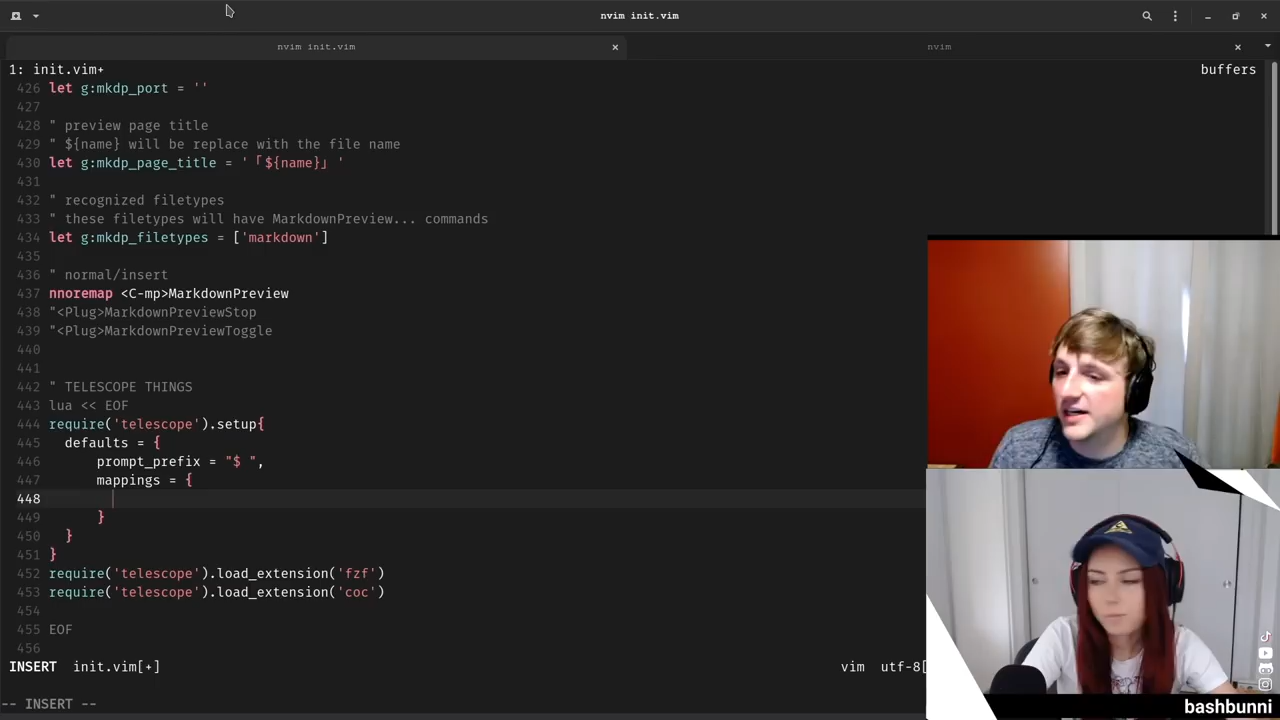 nvim init.vim
nvim init.vim
nvim
1: init.vim+
buffers
426 let g:mkdp_port = ''
427
428 " preview page title
429 " ${name} will be replace with the file name
430 let g:mkdp_page_title = '「${name}」'
431
432 " recognized filetypes
433 " these filetypes will have MarkdownPreview... commands
434 let g:mkdp_filetypes = ['markdown']
435
436 " normal/insert
437 nnoremap <C-mp>MarkdownPreview
438 "<Plug>MarkdownPreviewStop
439 "<Plug>MarkdownPreviewToggle
440
441
442 " TELESCOPE THINGS
443 lua << EOF
444 require('telescope').setup{
445   defaults = {
446       prompt_prefix = "$ ",
447       mappings = {
448
449       }
450   }
451 }
452 require('telescope').load_extension('fzf')
453 require('telescope').load_extension('coc')
454
455 EOF
456
INSERT init.vim[+]
vim utf-8[
-- INSERT --
bashbunni